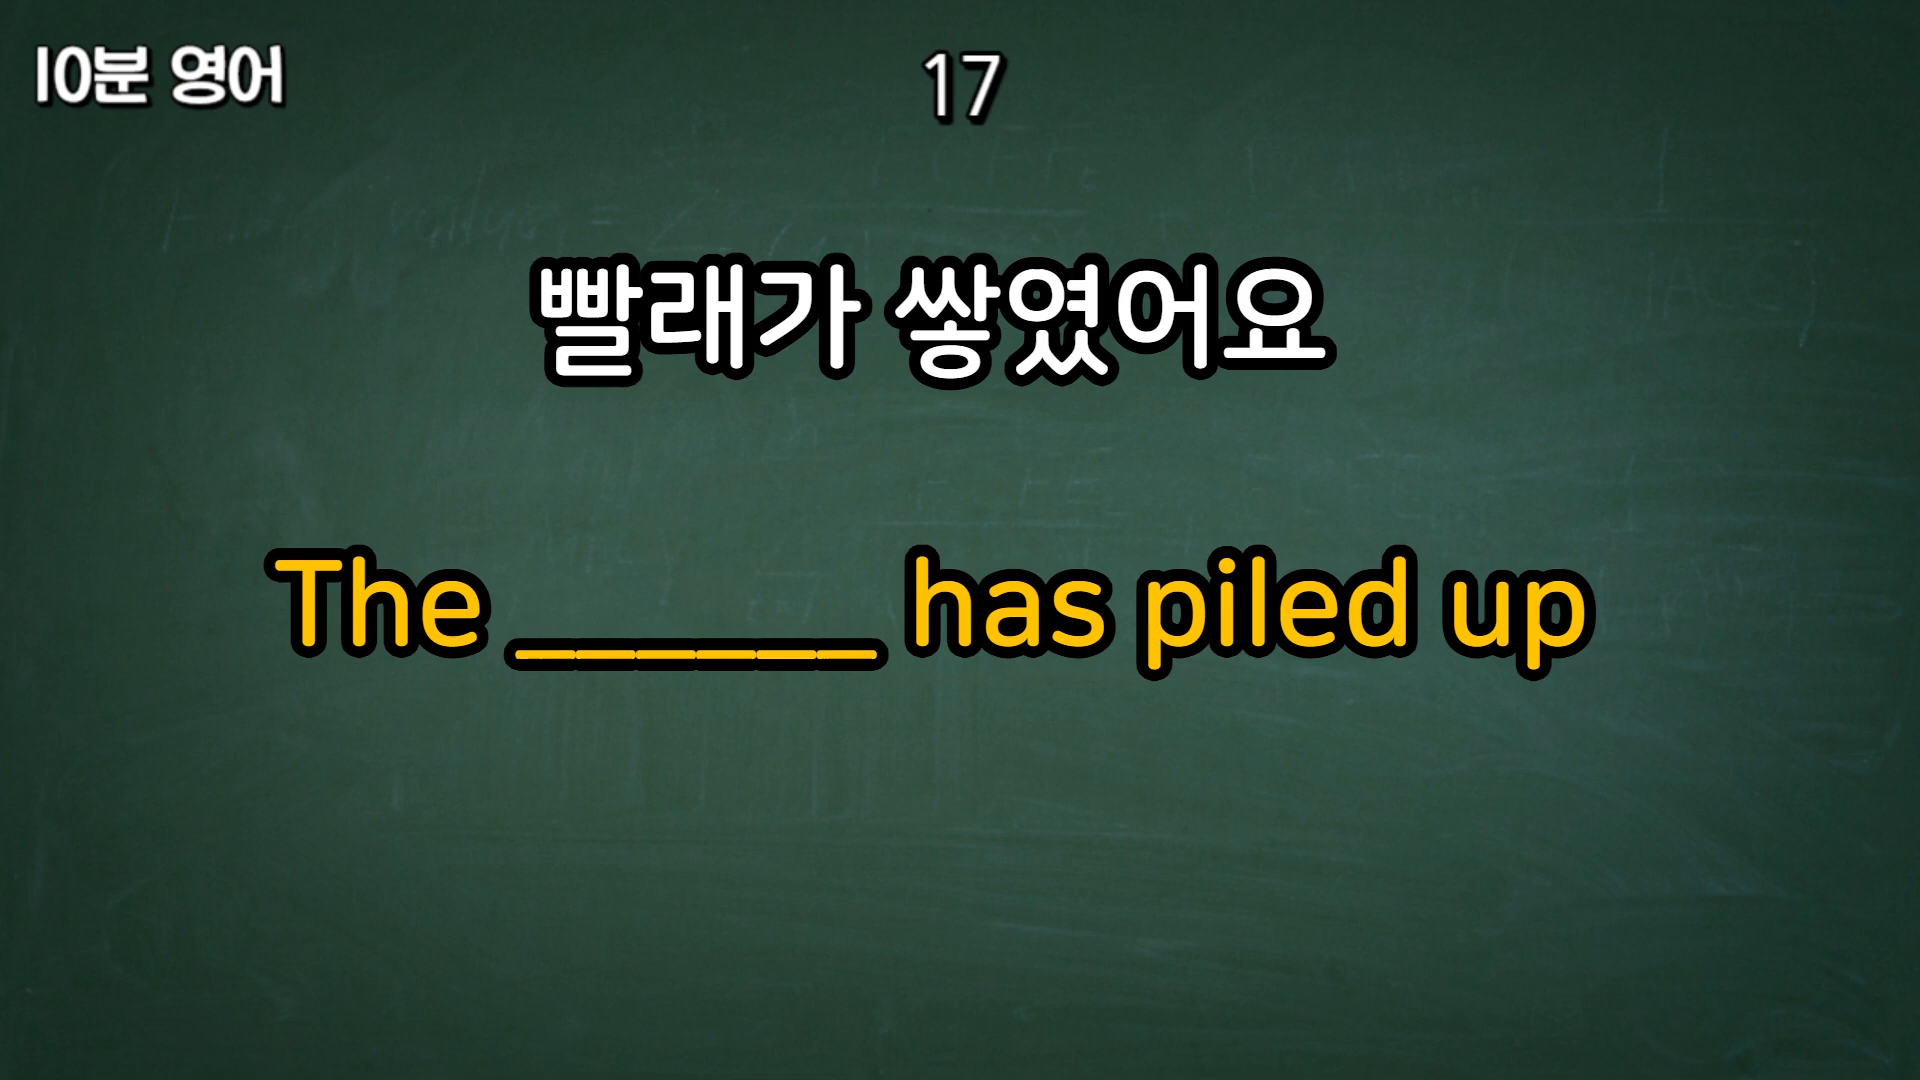 10분 영어
17
빨래가 쌓였어요
The ______ has piled up